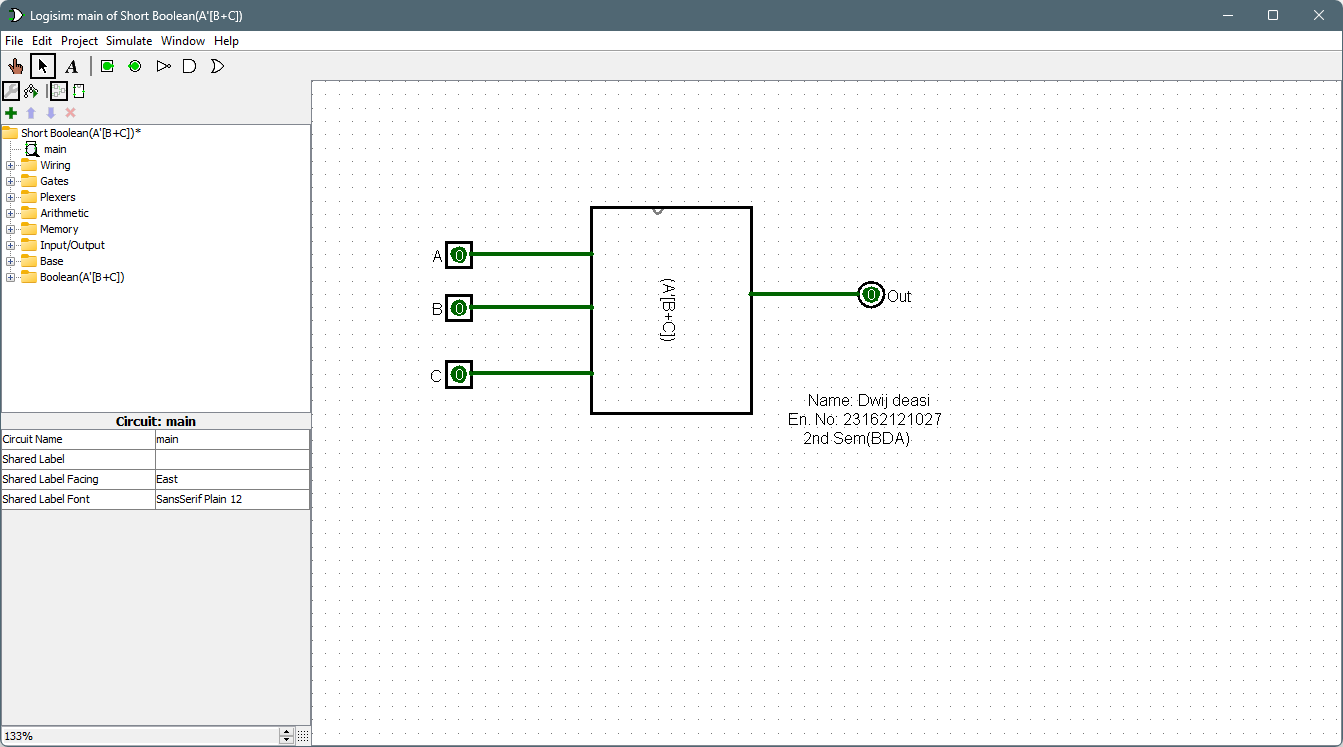 Logisim: main of Short Boolean(A'[B+C])
File Edit Project Simulate Window Help
A
Short Boolean(A'[B+C])*
main
Wiring
Gates
Plexers
Arithmetic
Memory
Input/Output
Base
Boolean(A'[B+C])
Circuit: main
Circuit Name main
Shared Label
Shared Label Facing East
Shared Label Font SansSerif Plain 12
133%
A 0
B 0
C 0
(A'[B+C])
0 Out
Name: Dwij deasi
En. No: 23162121027
2nd Sem(BDA)